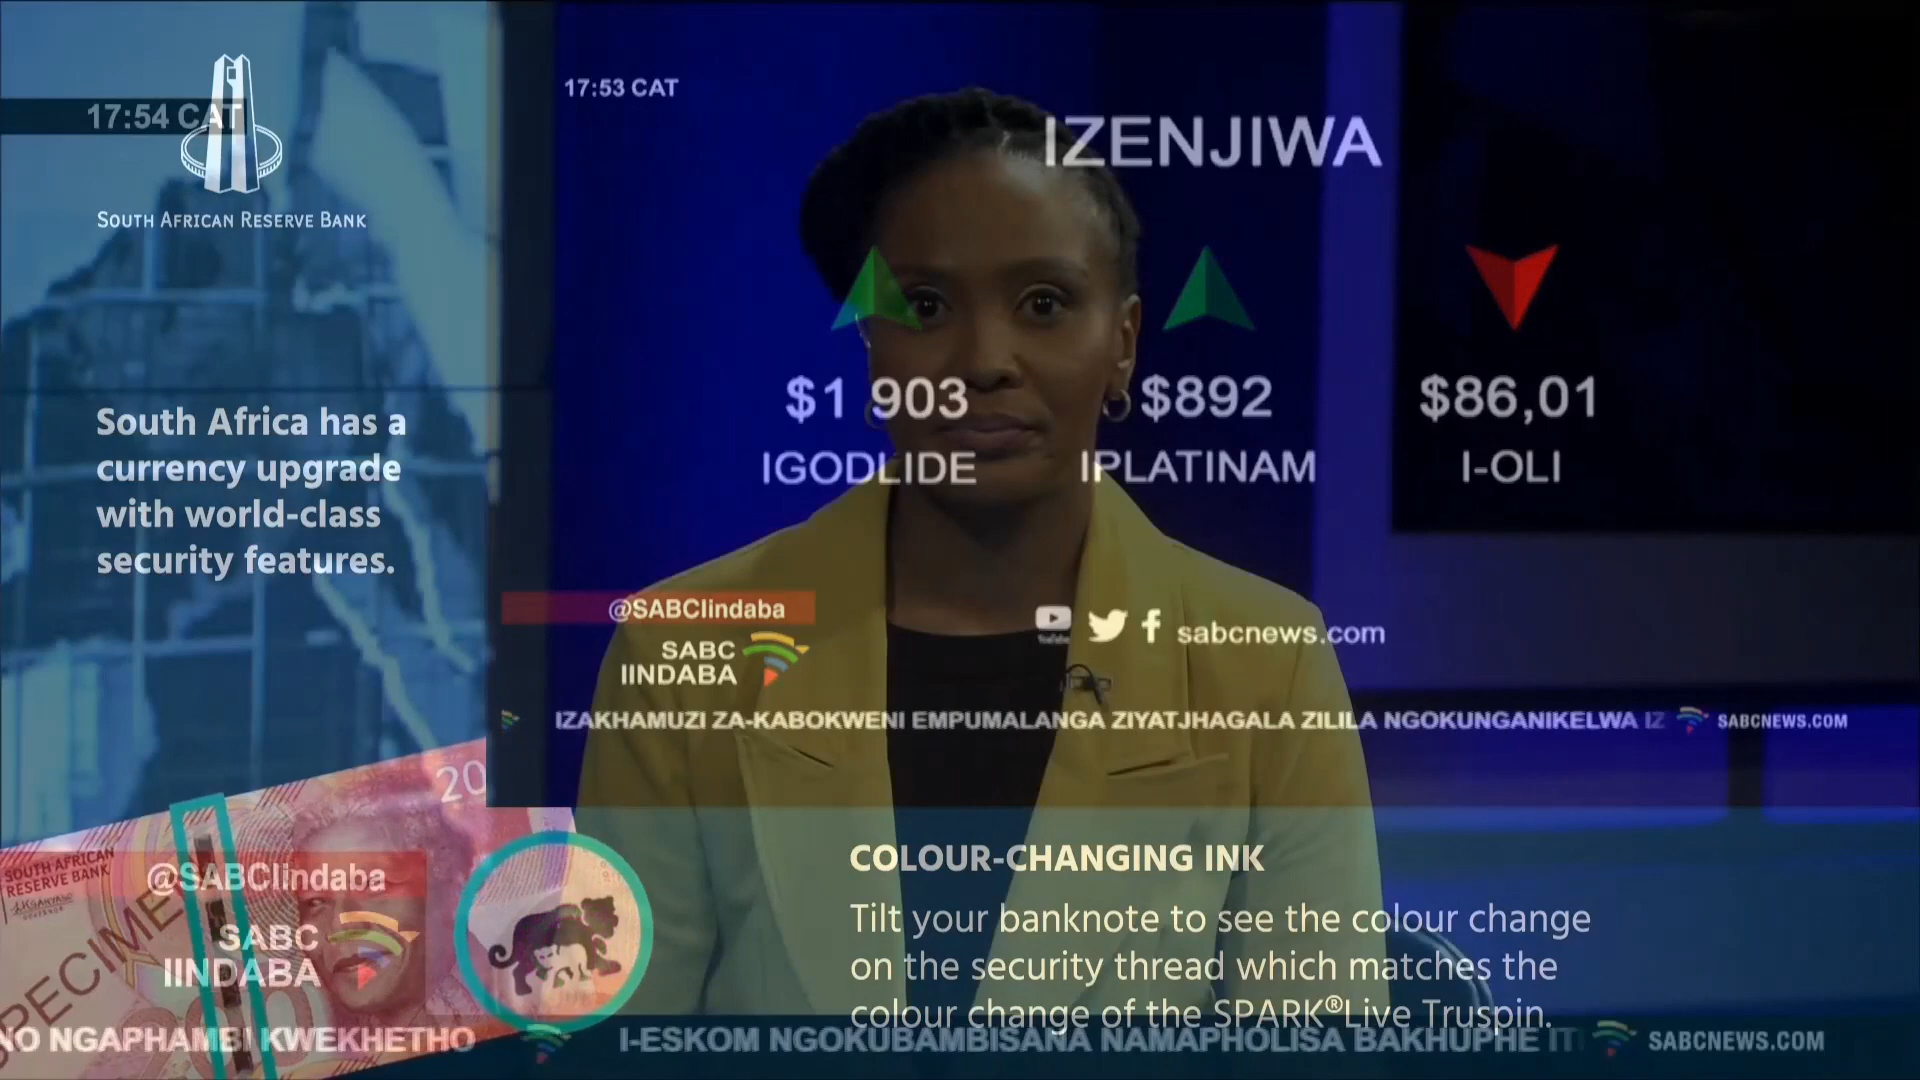 17:53 CAT
17:54 CAT
SOUTH AFRICAN RESERVE BANK
IZENJIWA
$1 903
$892
$86,01
IGODLIDE
IPLATINAM
I-OLI
South Africa has a
currency upgrade
with world-class
security features.
@SABCIindaba
SABC
IINDABA
sabcnews.com
IZAKHAMUZI ZA-KABOKWENI EMPUMALANGA ZIYATJHAGALA ZILILA NGOKUNGANIKELWA IZ
SABCNEWS.COM
20
SOUTH AFRICAN
RESERVE BANK
SPECIMEN
@SABCIindaba
SABC
IINDABA
COLOUR-CHANGING INK
Tilt your banknote to see the colour change
on the security thread which matches the
colour change of the SPARK®Live Truspin.
NO NGAPHAMBI KWEKHETHO
I-ESKOM NGOKUBAMBISANA NAMAPHOLISA BAKHUPHE ITI
SABCNEWS.COM